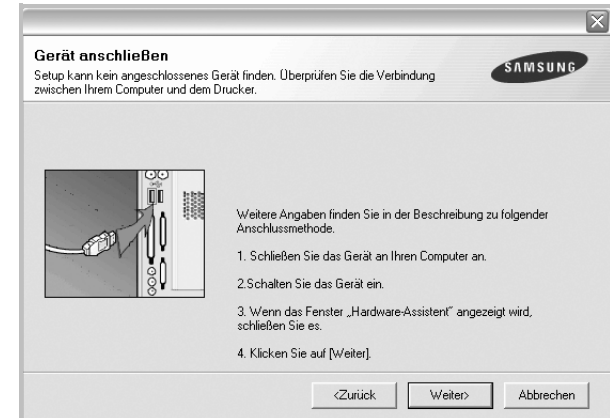 Gerät anschließen
Setup kann kein angeschlossenes Gerät finden. Überprüfen Sie die Verbindung
zwischen Ihrem Computer und dem Drucker.
SAMSUNG
Weitere Angaben finden Sie in der Beschreibung zu folgender
Anschlussmethode.
1. Schließen Sie das Gerät an Ihren Computer an.
2.Schalten Sie das Gerät ein.
3. Wenn das Fenster „Hardware-Assistent" angezeigt wird,
schließen Sie es.
4. Klicken Sie auf [Weiter].
<Zurück Weiter> Abbrechen